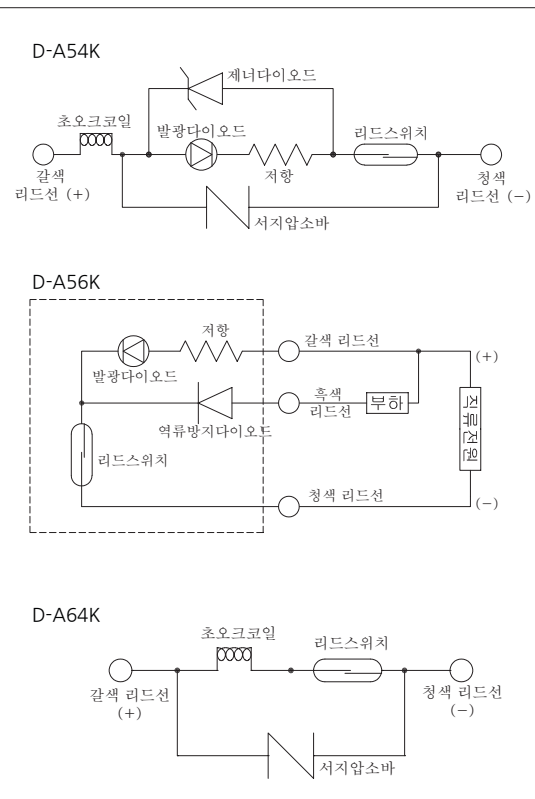 D-A54K
제너다이오드
초오크코일
발광다이오드
리드스위치
갈색
리드선 (+)
저항
청색
리드선 (−)
서지압소바
D-A56K
저항
갈색 리드선
(+)
발광다이오드
흑색
리드선
부하
직류전원
역류방지다이오드
리드스위치
청색 리드선
(−)
D-A64K
초오크코일
리드스위치
갈색 리드선
(+)
청색 리드선
(−)
서지압소바